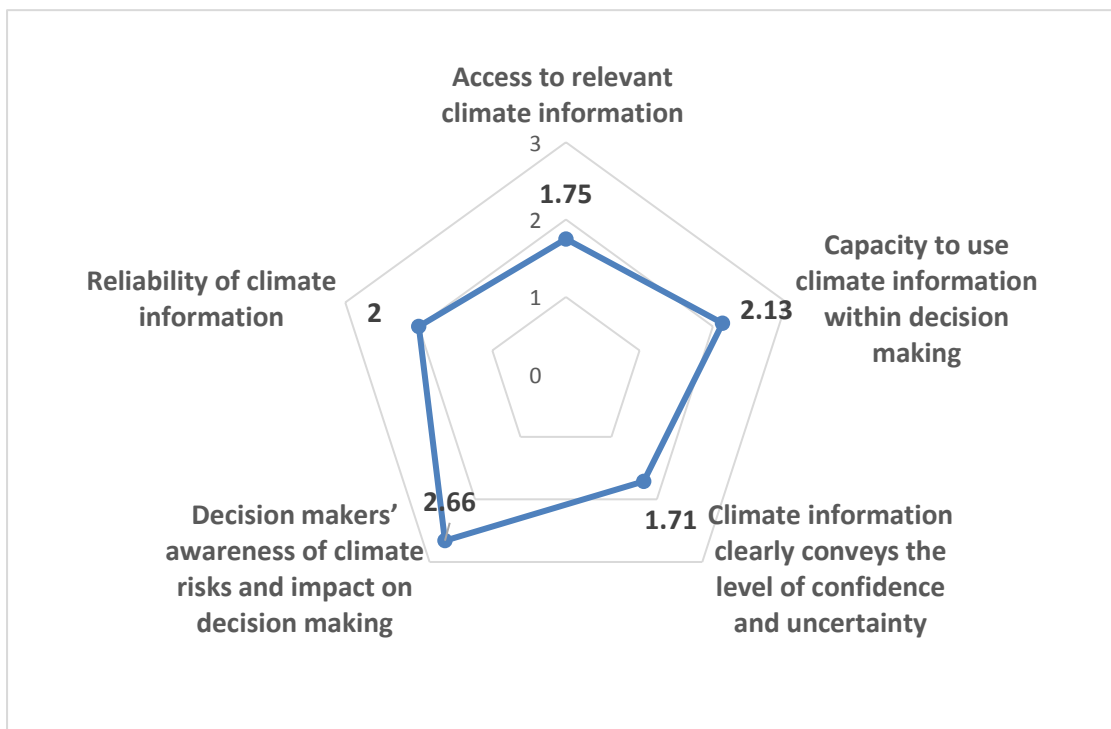 Access to relevant
climate information
3
1.75
2
1
0
Capacity to use
climate information
within decision
making
2.13
Reliability of climate
information
2
Decision makers’
awareness of climate
risks and impact on
decision making
2.66
1.71
Climate information
clearly conveys the
level of confidence
and uncertainty